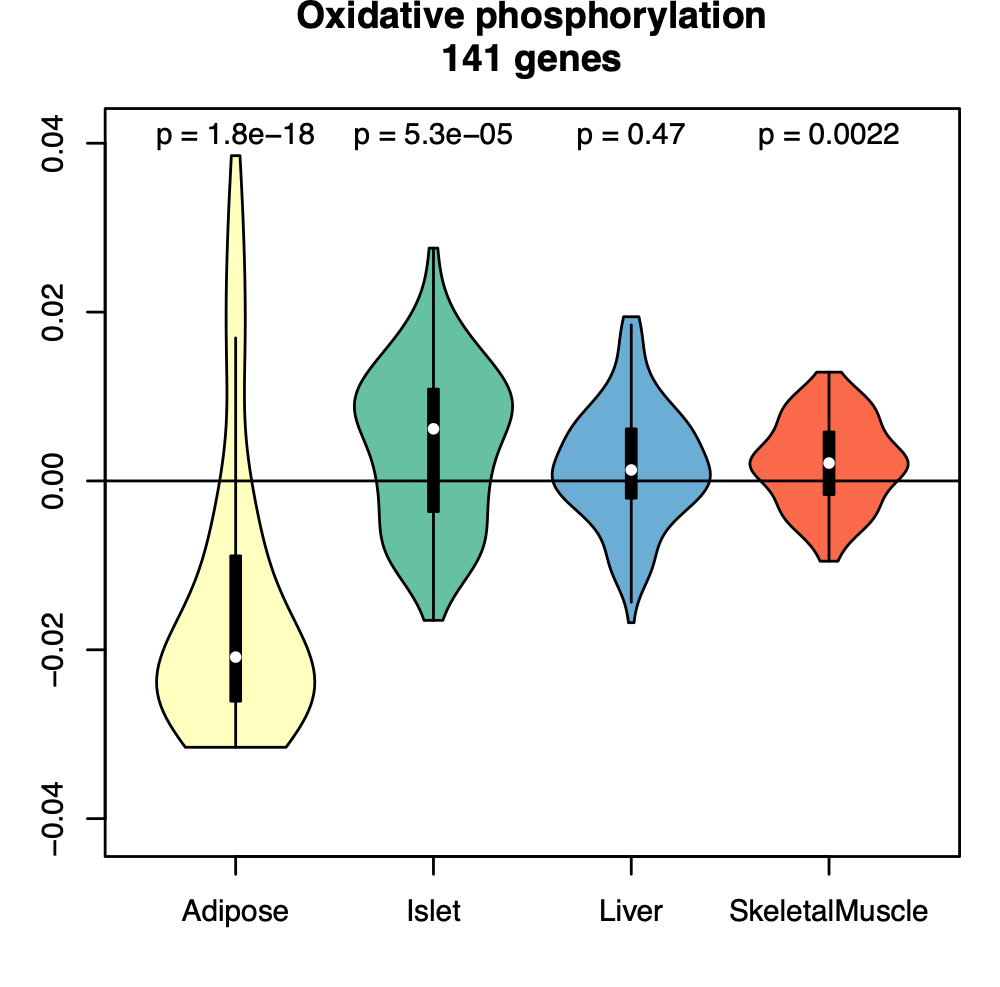 Oxidative phosphorylation
141 genes
p = 1.8e−18 p = 5.3e−05 p = 0.47 p = 0.0022
0.04
0.02
0.00
−0.02
−0.04
Adipose Islet Liver SkeletalMuscle